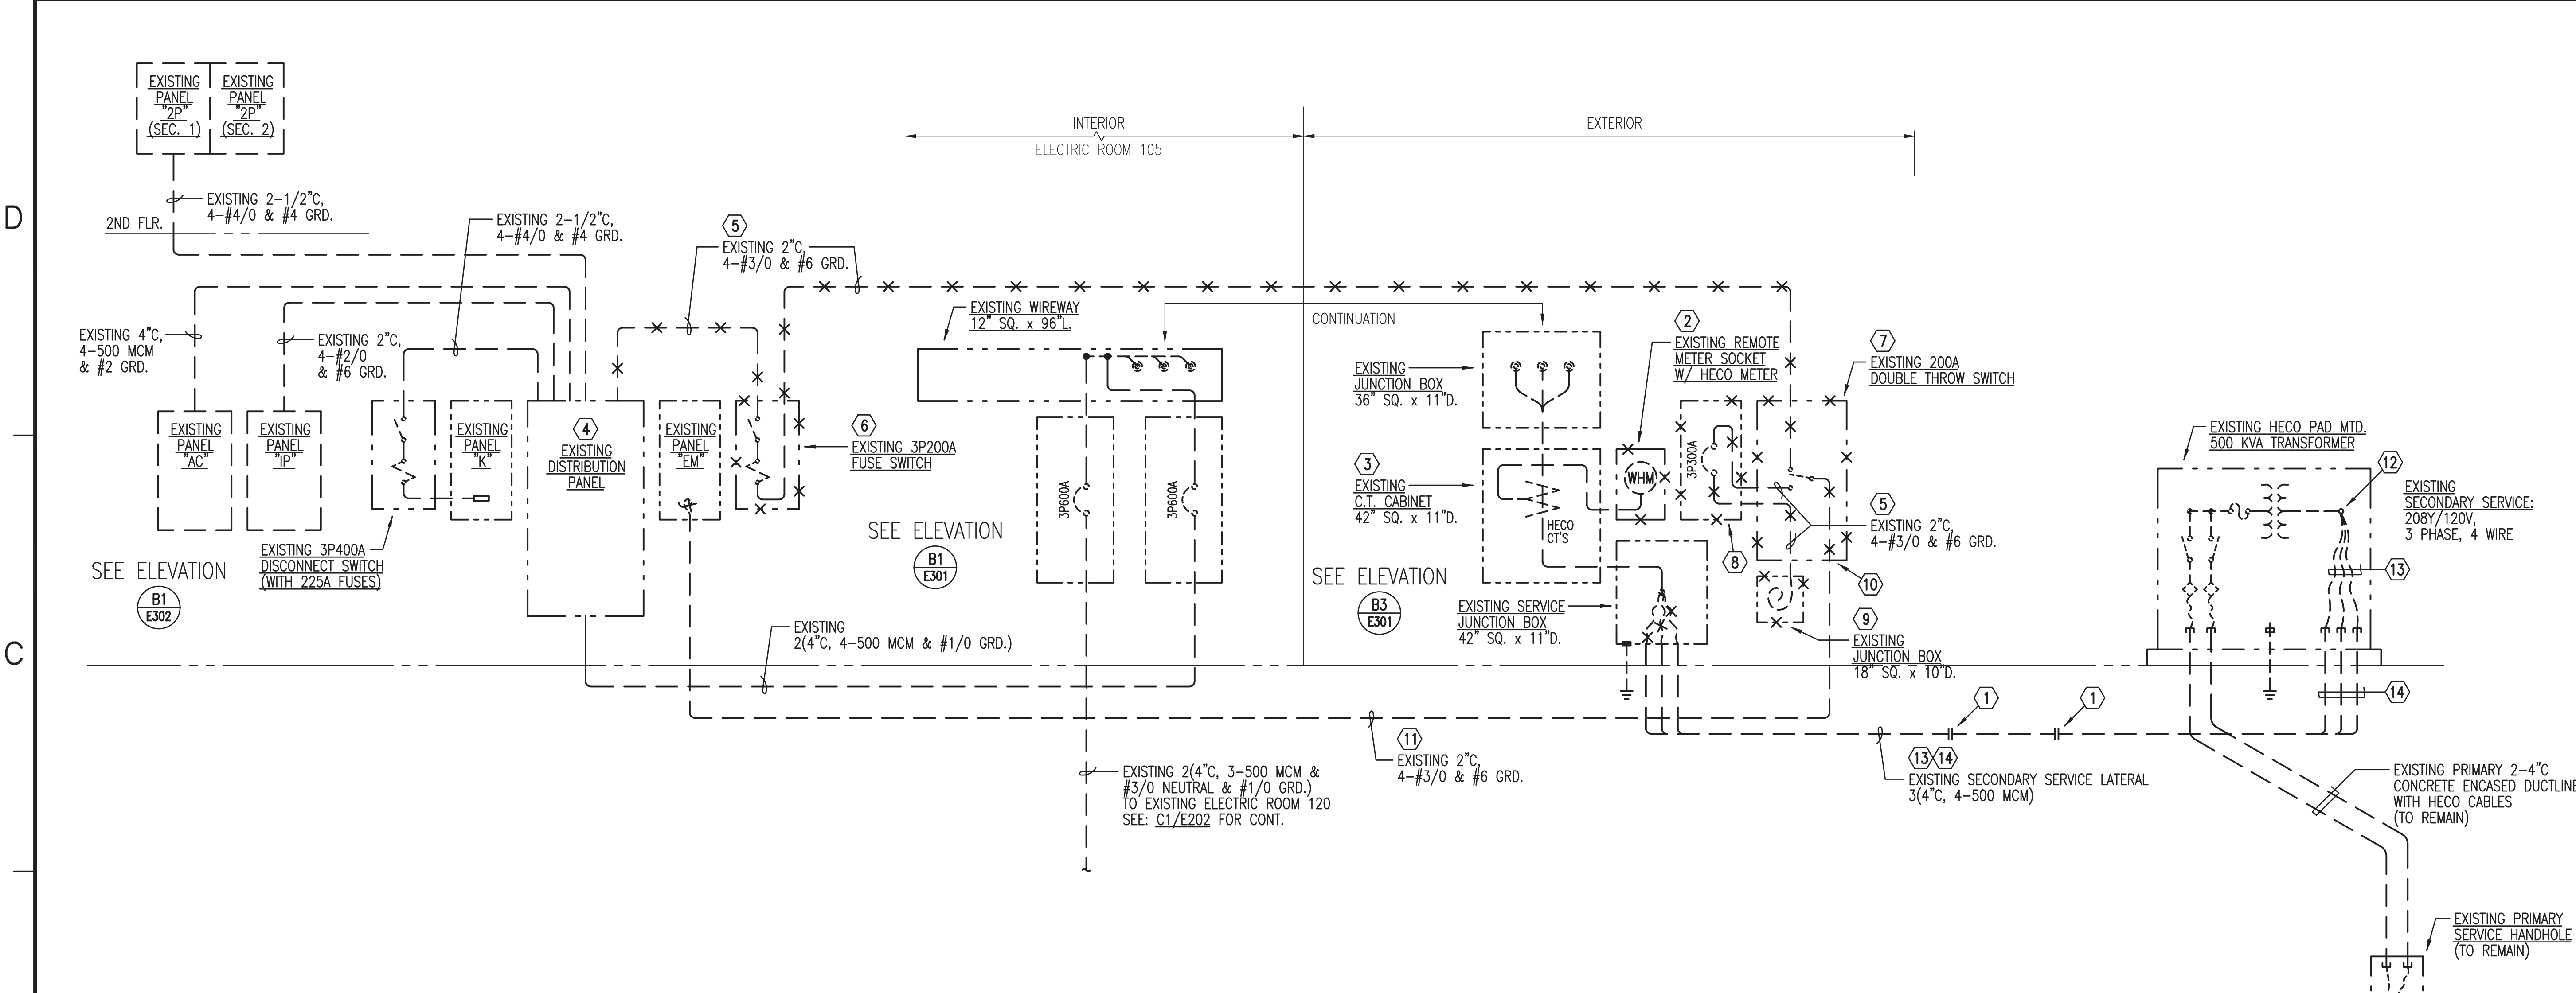 EXISTING
PANEL
"2P"
(SEC. 1)
EXISTING
PANEL
"2P"
(SEC. 2)
INTERIOR
ELECTRIC ROOM 105
EXTERIOR
D
EXISTING 2-1/2"C,
4-#4/0 & #4 GRD.
2ND FLR.
EXISTING 2-1/2"C,
4-#4/0 & #4 GRD.
5
EXISTING 2"C,
4-#3/0 & #6 GRD.
EXISTING 4"C,
4-500 MCM
& #2 GRD.
EXISTING 2"C,
4-#2/0
& #6 GRD.
EXISTING WIREWAY
12" SQ. x 96"L.
CONTINUATION
EXISTING
JUNCTION BOX
36" SQ. x 11"D.
2
EXISTING REMOTE
METER SOCKET
W/ HECO METER
7
EXISTING 200A
DOUBLE THROW SWITCH
EXISTING
PANEL
"AC"
EXISTING
PANEL
"IP"
EXISTING
PANEL
"K"
4
EXISTING
DISTRIBUTION
PANEL
EXISTING
PANEL
"EM"
6
EXISTING 3P200A
FUSE SWITCH
3P600A
3P600A
3
EXISTING
C.T. CABINET
42" SQ. x 11"D.
HECO
CT'S
WHM
3P300A
5
EXISTING 2"C,
4-#3/0 & #6 GRD.
EXISTING HECO PAD MTD.
500 KVA TRANSFORMER
12
EXISTING
SECONDARY SERVICE:
208Y/120V,
3 PHASE, 4 WIRE
SEE ELEVATION
B1
E302
EXISTING 3P400A
DISCONNECT SWITCH
(WITH 225A FUSES)
SEE ELEVATION
B1
E301
SEE ELEVATION
B3
E301
8
10
13
EXISTING SERVICE
JUNCTION BOX
42" SQ. x 11"D.
9
EXISTING
JUNCTION BOX
18" SQ. x 10"D.
C
EXISTING
2(4"C, 4-500 MCM & #1/0 GRD.)
1
1
14
11
EXISTING 2"C,
4-#3/0 & #6 GRD.
13
14
EXISTING SECONDARY SERVICE LATERAL
3(4"C, 4-500 MCM)
EXISTING 2(4"C, 3-500 MCM &
#3/0 NEUTRAL & #1/0 GRD.)
TO EXISTING ELECTRIC ROOM 120
SEE: C1/E202 FOR CONT.
EXISTING PRIMARY 2-4"C
CONCRETE ENCASED DUCTLINE
WITH HECO CABLES
(TO REMAIN)
EXISTING PRIMARY
SERVICE HANDHOLE
(TO REMAIN)